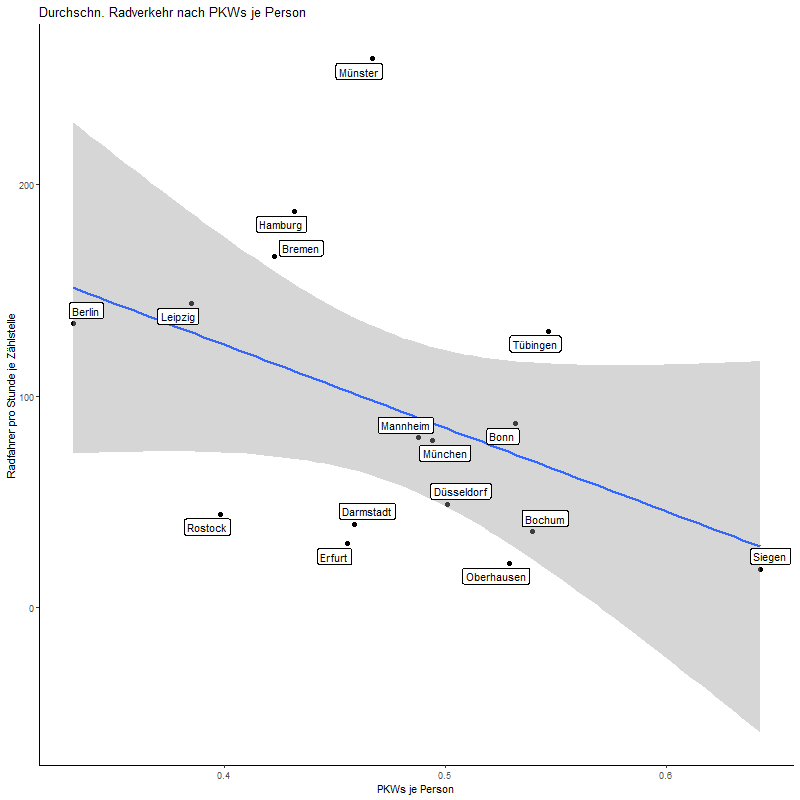 Durchschn. Radverkehr nach PKWs je Person
Münster
200
Hamburg
Bremen
Berlin
Leipzig
Tübingen
Radfahrer pro Stunde je Zählstelle
100
Mannheim
Bonn
München
Düsseldorf
Darmstadt
Bochum
Rostock
Erfurt
Siegen
Oberhausen
0
0.4
0.5
0.6
PKWs je Person